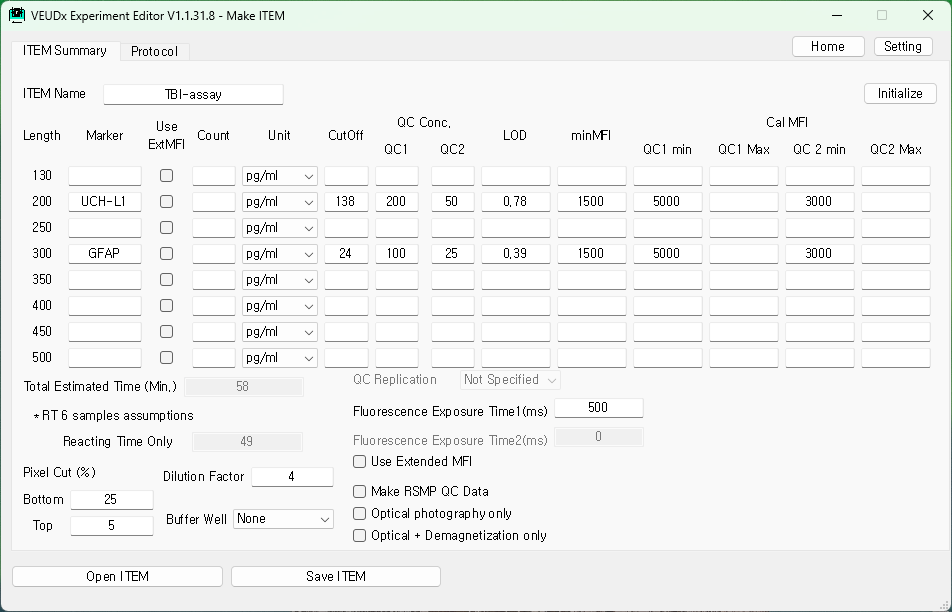 VEUDx Experiment Editor V1.1.31.8 - Make ITEM
ITEM Summary Protocol Home Setting
ITEM Name TBI-assay Initialize
Length Marker Use ExtMFI Count Unit CutOff QC Conc. LOD minMFI Cal MFI
QC1 QC2 QC1 min QC1 Max QC 2 min QC2 Max
130 pg/ml
200 UCH-L1 pg/ml 138 200 50 0.78 1500 5000 3000
250 pg/ml
300 GFAP pg/ml 24 100 25 0.39 1500 5000 3000
350 pg/ml
400 pg/ml
450 pg/ml
500 pg/ml
Total Estimated Time (Min.) 58
* RT 6 samples assumptions
Reacting Time Only 49
Pixel Cut (%)
Bottom 25
Top 5
Dilution Factor 4
Buffer Well None
QC Replication Not Specified
Fluorescence Exposure Time1(ms) 500
Fluorescence Exposure Time2(ms) 0
Use Extended MFI
Make RSMP QC Data
Optical photography only
Optical + Demagnetization only
Open ITEM Save ITEM